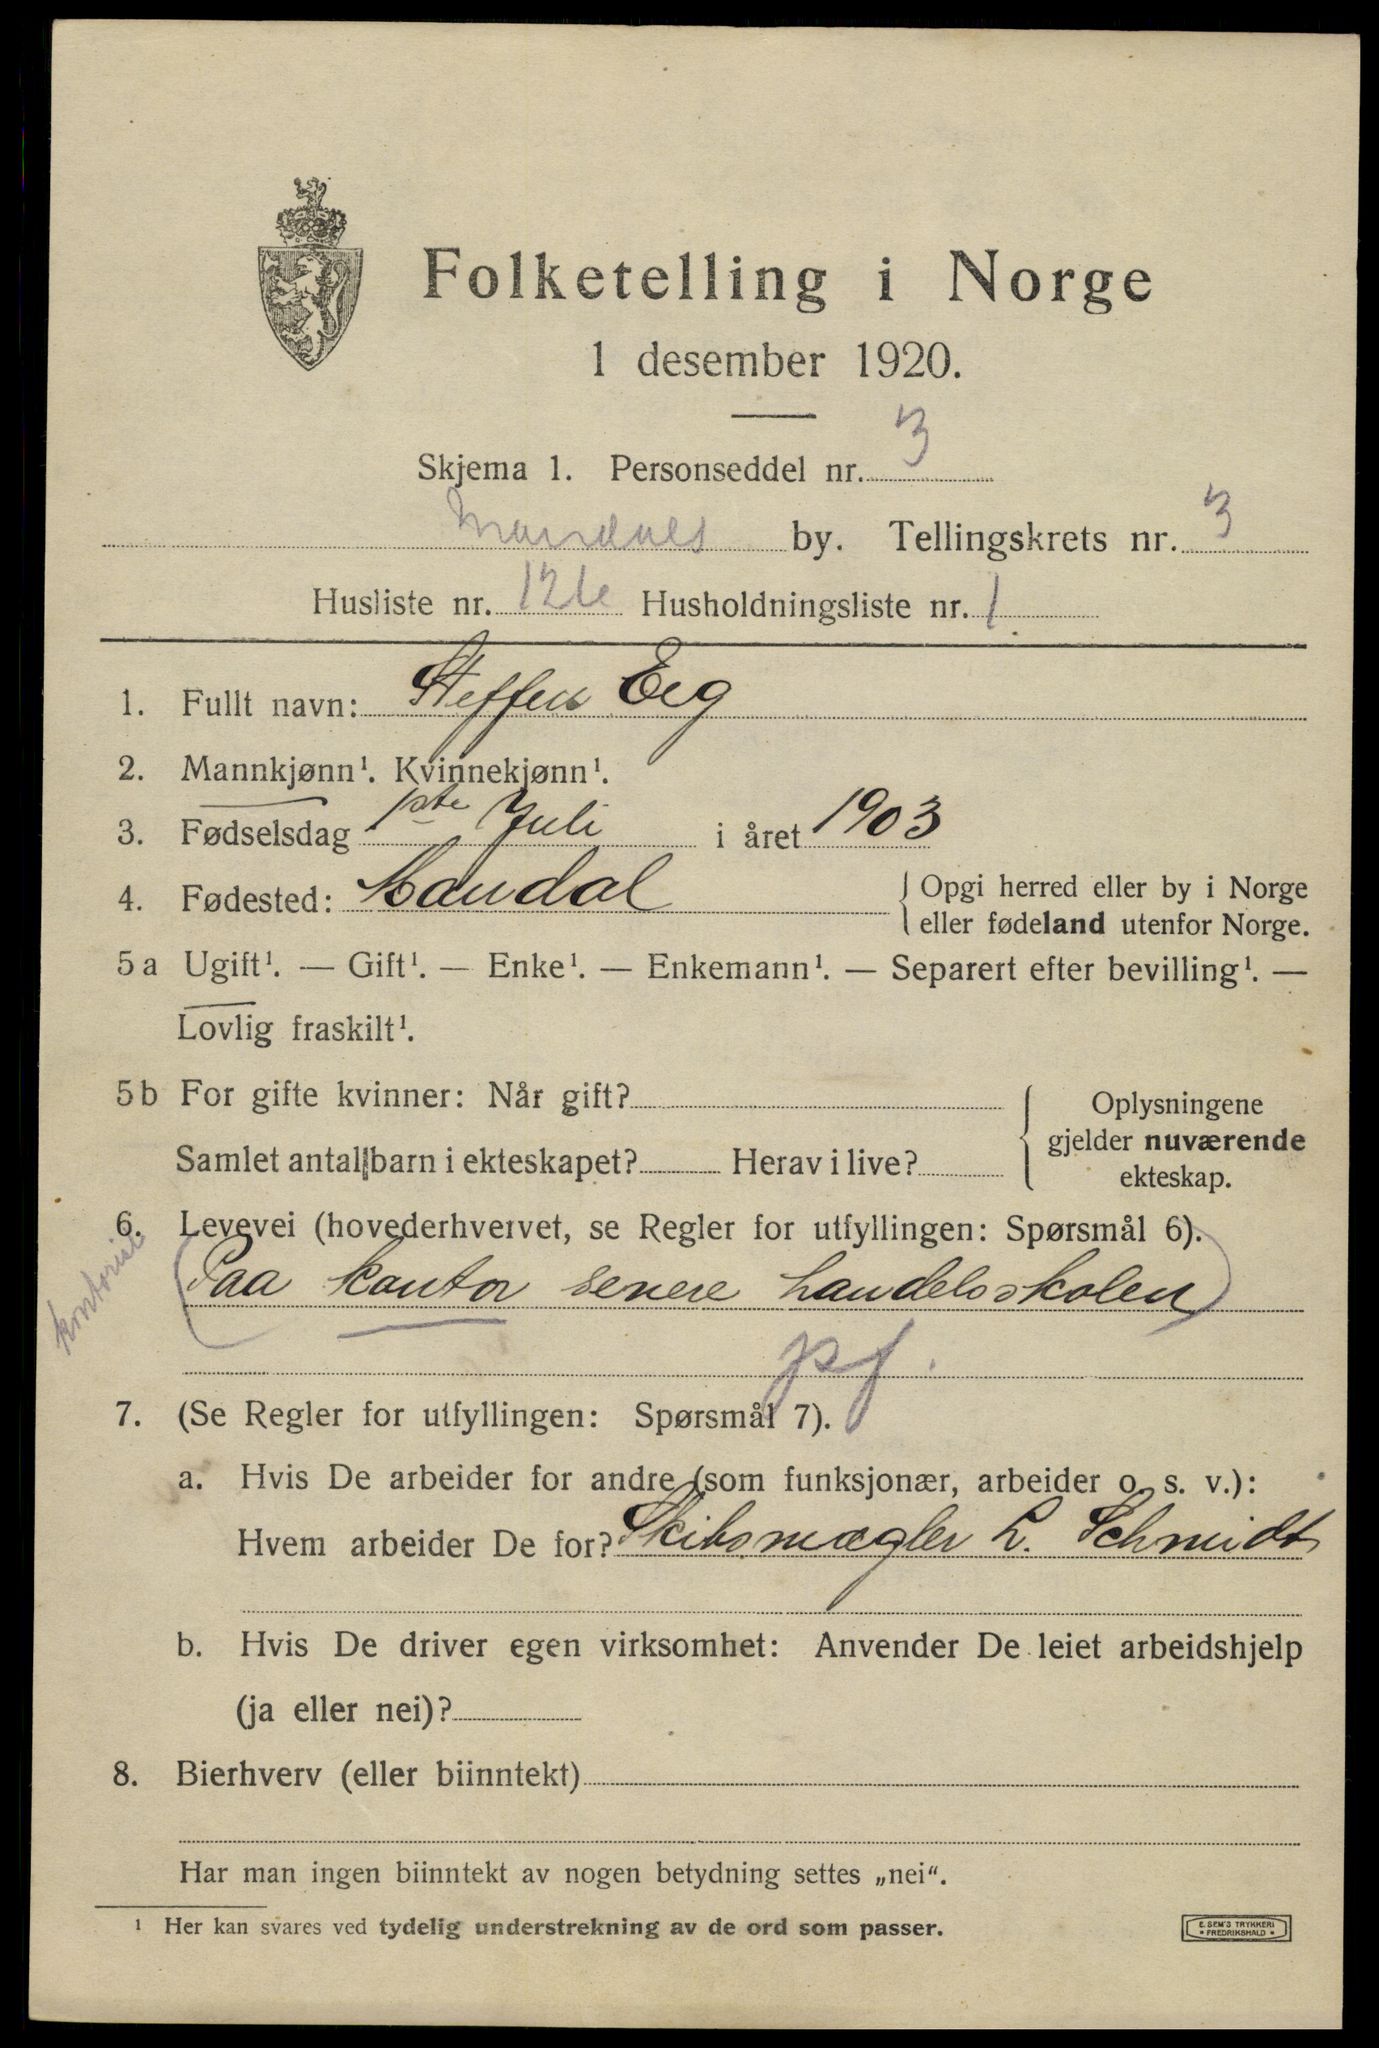 Folketelling i Norge
1 desember 1920.
Skjema 1. Personseddel nr. 3
Mandals by. Tellingskrets nr. 3
Husliste nr. 126 Husholdningsliste nr. 1
1. Fullt navn: Steffen Eeg
2. Mannkjønn¹. Kvinnekjønn¹.
3. Fødselsdag 1ste Juli i året 1903
4. Fødested: Mandal { Opgi herred eller by i Norge
eller fødeland utenfor Norge.
5a Ugift¹. — Gift¹. — Enke¹. — Enkemann¹. — Separert efter bevilling¹. —
Lovlig fraskilt¹.
5b For gifte kvinner: Når gift? { Oplysningene
gjelder nuværende
Samlet antall barn i ekteskapet? Herav i live?
ekteskap.
6. Levevei (hovederhvervet, se Regler for utfyllingen: Spørsmål 6).
kontorist
(Paa kontor senere handelsskolen)
pf.
7. (Se Regler for utfyllingen: Spørsmål 7).
a. Hvis De arbeider for andre (som funksjonær, arbeider o. s. v.):
Hvem arbeider De for? Skibsmægler L. Schmidt
b. Hvis De driver egen virksomhet: Anvender De leiet arbeidshjelp
(ja eller nei)?
8. Bierhverv (eller biinntekt)
Har man ingen biinntekt av nogen betydning settes „nei“.
¹ Her kan svares ved tydelig understrekning av de ord som passer.
E. SEM'S TRYKKERI
* FREDRIKSHALD *